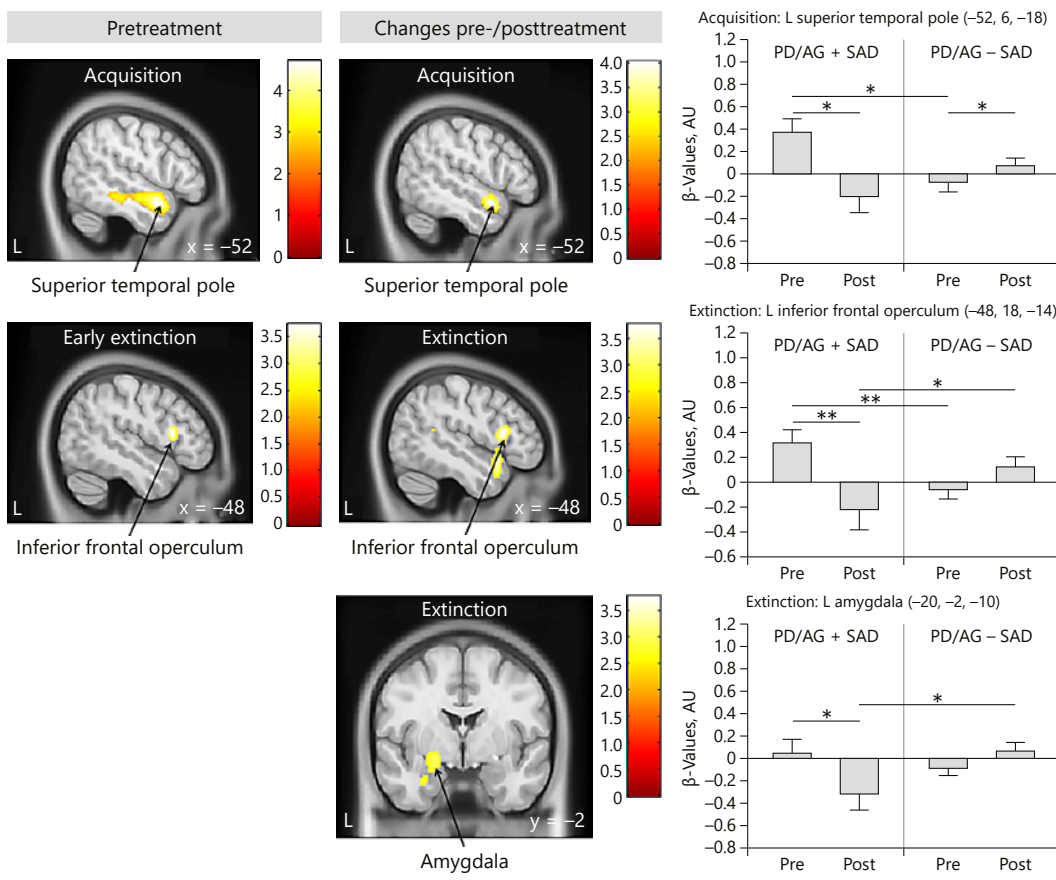 Pretreatment
Changes pre-/posttreatment
Acquisition
L
x = –52
4
3
2
1
0
Superior temporal pole
Acquisition
L
x = –52
4.0
3.5
3.0
2.5
2.0
1.5
1.0
0.5
0.0
Superior temporal pole
Acquisition: L superior temporal pole (–52, 6, –18)
PD/AG + SAD
PD/AG – SAD
β-Values, AU
1.2
1.0
0.8
0.6
0.4
0.2
0
–0.2
–0.4
–0.6
–0.8
*
*
*
Pre
Post
Pre
Post
Early extinction
L
x = –48
3.5
3.0
2.5
2.0
1.5
1.0
0.5
0.0
Inferior frontal operculum
Extinction
L
x = –48
3.5
3.0
2.5
2.0
1.5
1.0
0.5
0.0
Inferior frontal operculum
Extinction: L inferior frontal operculum (–48, 18, –14)
PD/AG + SAD
PD/AG – SAD
β-Values, AU
1.2
1.0
0.8
0.6
0.4
0.2
0
–0.2
–0.4
–0.6
*
**
**
Pre
Post
Pre
Post
Extinction
L
y = –2
3.5
3.0
2.5
2.0
1.5
1.0
0.5
0.0
Amygdala
Extinction: L amygdala (–20, –2, –10)
PD/AG + SAD
PD/AG – SAD
β-Values, AU
1.2
1.0
0.8
0.6
0.4
0.2
0
–0.2
–0.4
–0.6
–0.8
*
*
Pre
Post
Pre
Post